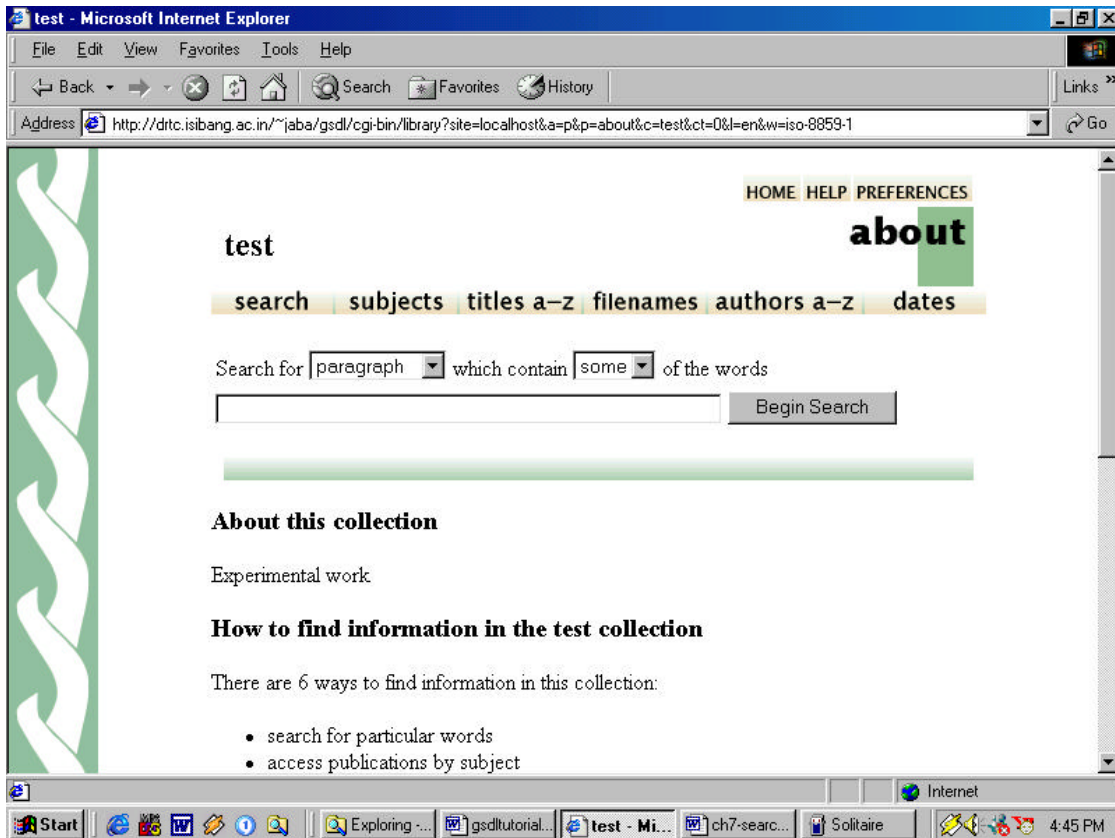 test - Microsoft Internet Explorer
File Edit View Favorites Tools Help
Back Search Favorites History Links »
Address http://drtc.isibang.ac.in/~jaba/gsdl/cgi-bin/library?site=localhost&a=p&p=about&c=test&ct=0&l=en&w=iso-8859-1 Go
HOME HELP PREFERENCES
about
test
search subjects titles a–z filenames authors a–z dates
Search for paragraph which contain some of the words
Begin Search
About this collection
Experimental work
How to find information in the test collection
There are 6 ways to find information in this collection:
• search for particular words
• access publications by subject
Internet
Start Exploring -... gsdltutorial... test - Mi... ch7-searc... Solitaire 4:45 PM